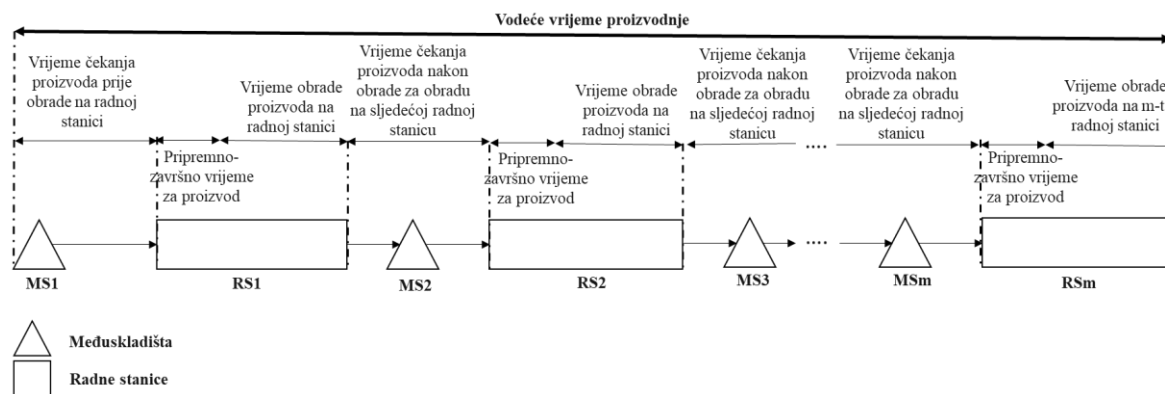 Vodeće vrijeme proizvodnje
Vrijeme čekanja
proizvoda prije
obrade na radnoj
stanici
Vrijeme obrade
proizvoda na
radnoj stanici
Vrijeme čekanja
proizvoda nakon
obrade za obradu
na sljedećoj radnoj
stanicu
Vrijeme obrade
proizvoda na
radnoj stanici
Vrijeme čekanja
proizvoda nakon
obrade za obradu
na sljedećoj radnoj
stanicu
Vrijeme čekanja
proizvoda nakon
obrade za obradu
na sljedećoj radnoj
stanicu
Vrijeme obrade
proizvoda na m-t
radnoj stanici
....
Pripremno-
završno vrijeme
za proizvod
Pripremno-
završno vrijeme
za proizvod
Pripremno-
završno vrijeme
za proizvod
....
MS1
RS1
MS2
RS2
MS3
MSm
RSm
Međuskladišta
Radne stanice